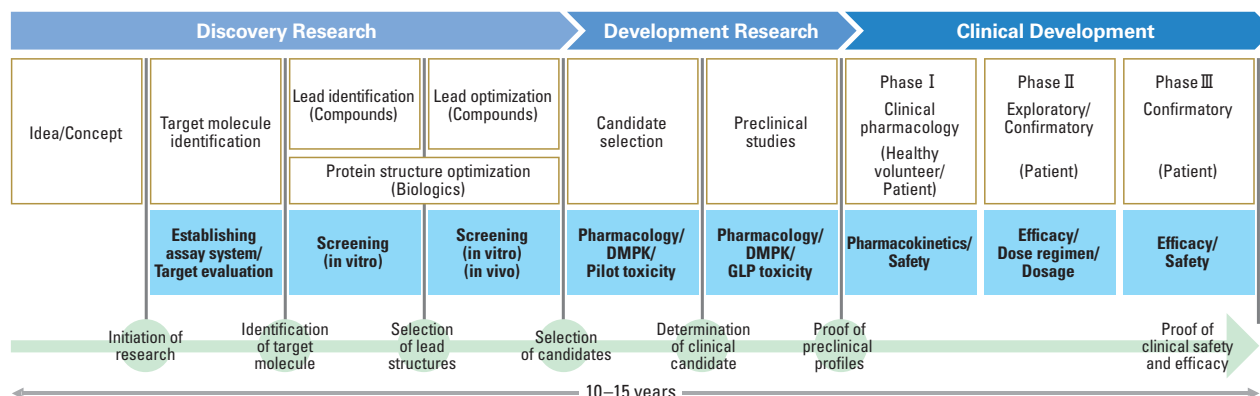 Discovery Research
Development Research
Clinical Development
Idea/Concept
Target molecule
identification
Lead identification
(Compounds)
Lead optimization
(Compounds)
Protein structure optimization
(Biologics)
Candidate
selection
Preclinical
studies
Phase Ⅰ
Clinical
pharmacology
(Healthy
volunteer/
Patient)
Phase Ⅱ
Exploratory/
Confirmatory
(Patient)
Phase Ⅲ
Confirmatory
(Patient)
Establishing
assay system/
Target evaluation
Screening
(in vitro)
Screening
(in vitro)
(in vivo)
Pharmacology/
DMPK/
Pilot toxicity
Pharmacology/
DMPK/
GLP toxicity
Pharmacokinetics/
Safety
Efficacy/
Dose regimen/
Dosage
Efficacy/
Safety
Initiation of
research
Identification
of target
molecule
Selection
of lead
structures
Selection
of candidates
Determination
of clinical
candidate
Proof of
preclinical
profiles
Proof of
clinical safety
and efficacy
10–15 years